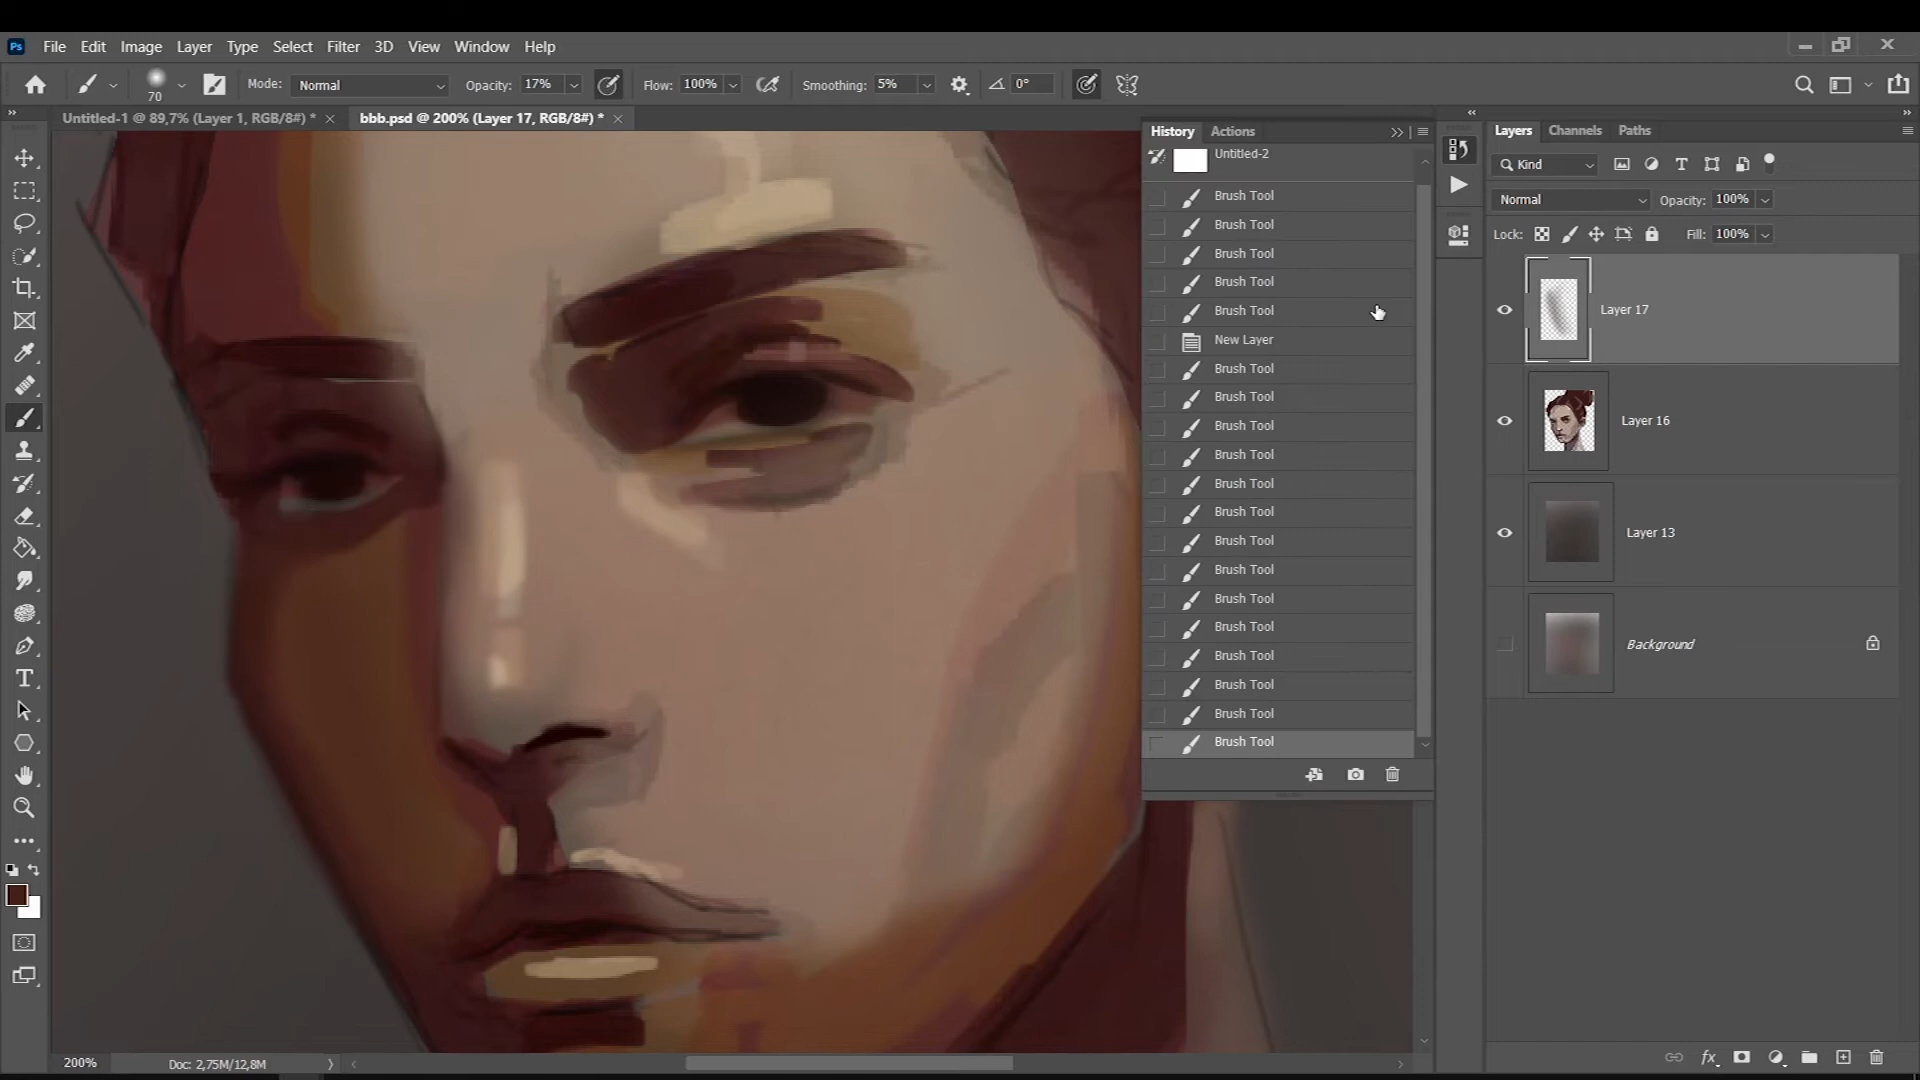 Ps File Edit Image Layer Type Select Filter 3D View Window Help
70 Mode: Normal Opacity: 17% Flow: 100% Smoothing: 5% 0°
Untitled-1 @ 89,7% (Layer 1, RGB/8#) * bbb.psd @ 200% (Layer 17, RGB/8#) *
History Actions
Untitled-2
Brush Tool
Brush Tool
Brush Tool
Brush Tool
Brush Tool
New Layer
Brush Tool
Brush Tool
Brush Tool
Brush Tool
Brush Tool
Brush Tool
Brush Tool
Brush Tool
Brush Tool
Brush Tool
Brush Tool
Brush Tool
Brush Tool
Brush Tool
Layers Channels Paths
Kind
Normal Opacity: 100%
Lock: Fill: 100%
Layer 17
Layer 16
Layer 13
Background
200% Doc: 2,75M/12,8M